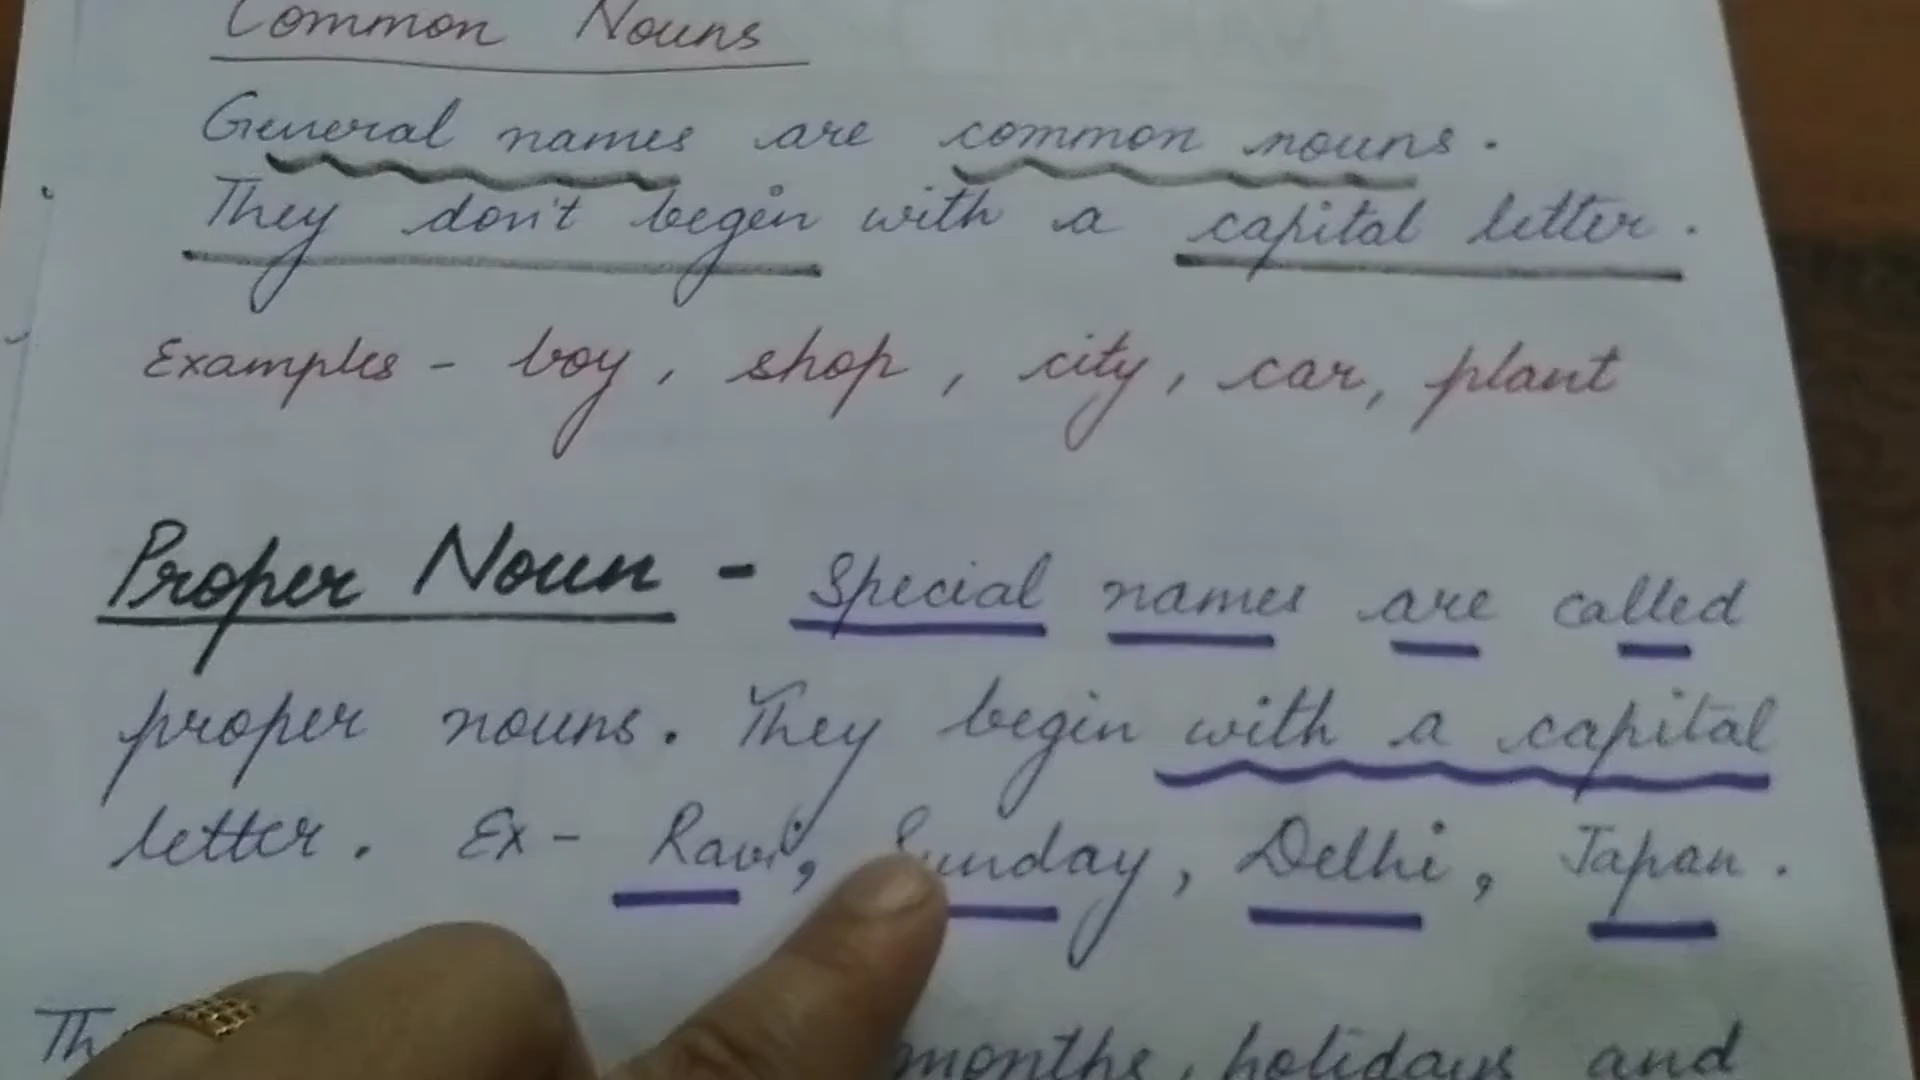 Common Nouns
General names are common nouns.
They don't begin with a capital letter.
Examples - boy, shop, city, car, plant
Proper Noun - Special names are called
proper nouns. They begin with a capital
letter. Ex - Ravi, Sunday, Delhi, Japan.
months, holidays and